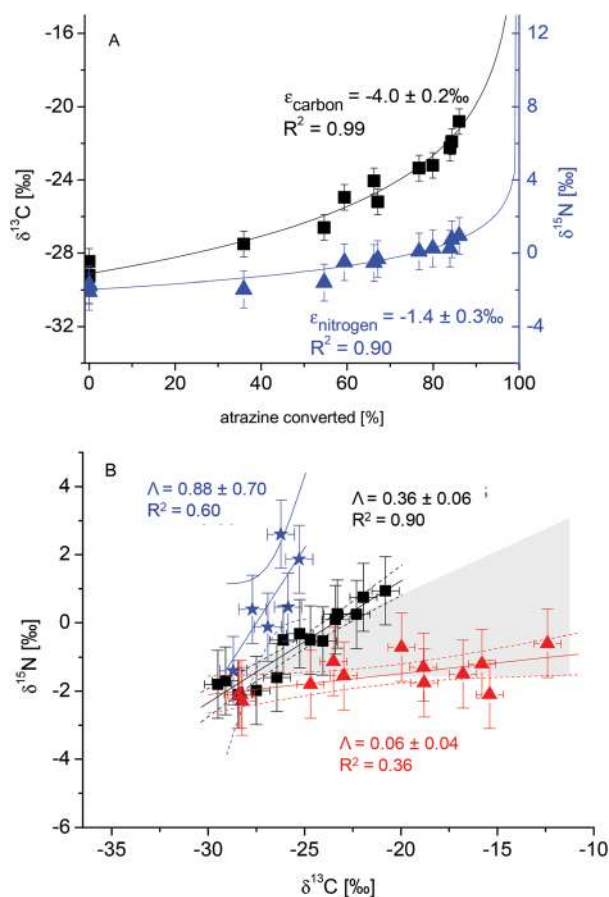 A
-16
-20
-24
-28
-32
δ¹³C [‰]
12
8
4
0
-2
-4
δ¹⁵N [‰]
εcarbon = -4.0 ± 0.2‰
R² = 0.99
εnitrogen = -1.4 ± 0.3‰
R² = 0.90
0 20 40 60 80 100
atrazine converted [%]
B
Λ = 0.88 ± 0.70
R² = 0.60
Λ = 0.36 ± 0.06
R² = 0.90
Λ = 0.06 ± 0.04
R² = 0.36
4
2
0
-2
-4
-6
δ¹⁵N [‰]
-35 -30 -25 -20 -15 -10
δ¹³C [‰]